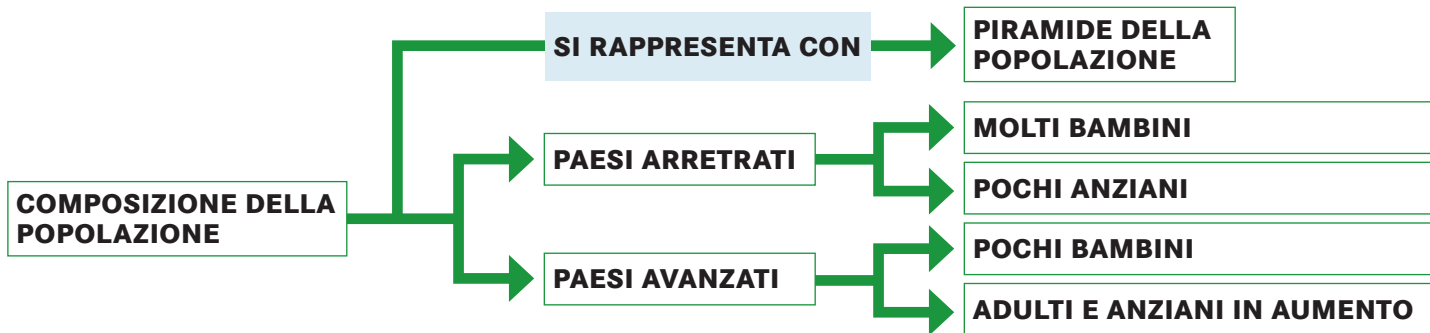 COMPOSIZIONE DELLA
POPOLAZIONE
SI RAPPRESENTA CON
PIRAMIDE DELLA
POPOLAZIONE
PAESI ARRETRATI
MOLTI BAMBINI
POCHI ANZIANI
PAESI AVANZATI
POCHI BAMBINI
ADULTI E ANZIANI IN AUMENTO